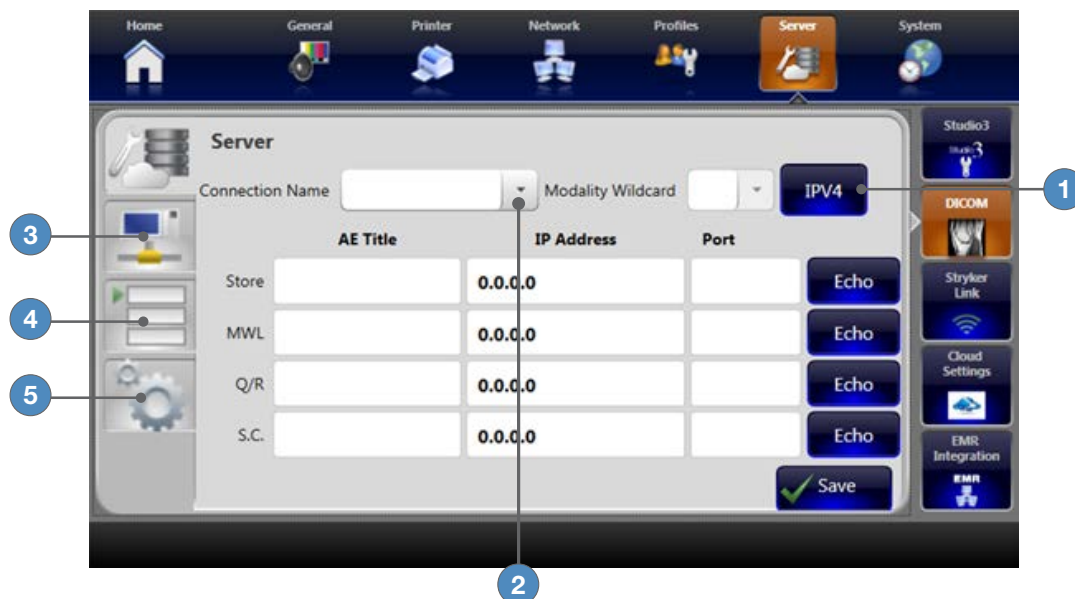 Home General Printer Network Profiles Server System
Server
Connection Name Modality Wildcard IPV4
AE Title IP Address Port
Store 0.0.0.0 Echo
MWL 0.0.0.0 Echo
Q/R 0.0.0.0 Echo
S.C. 0.0.0.0 Echo
Save
Studio3
3
DICOM
Stryker
Link
Cloud
Settings
EMR
Integration
EMR
1
2
3
4
5